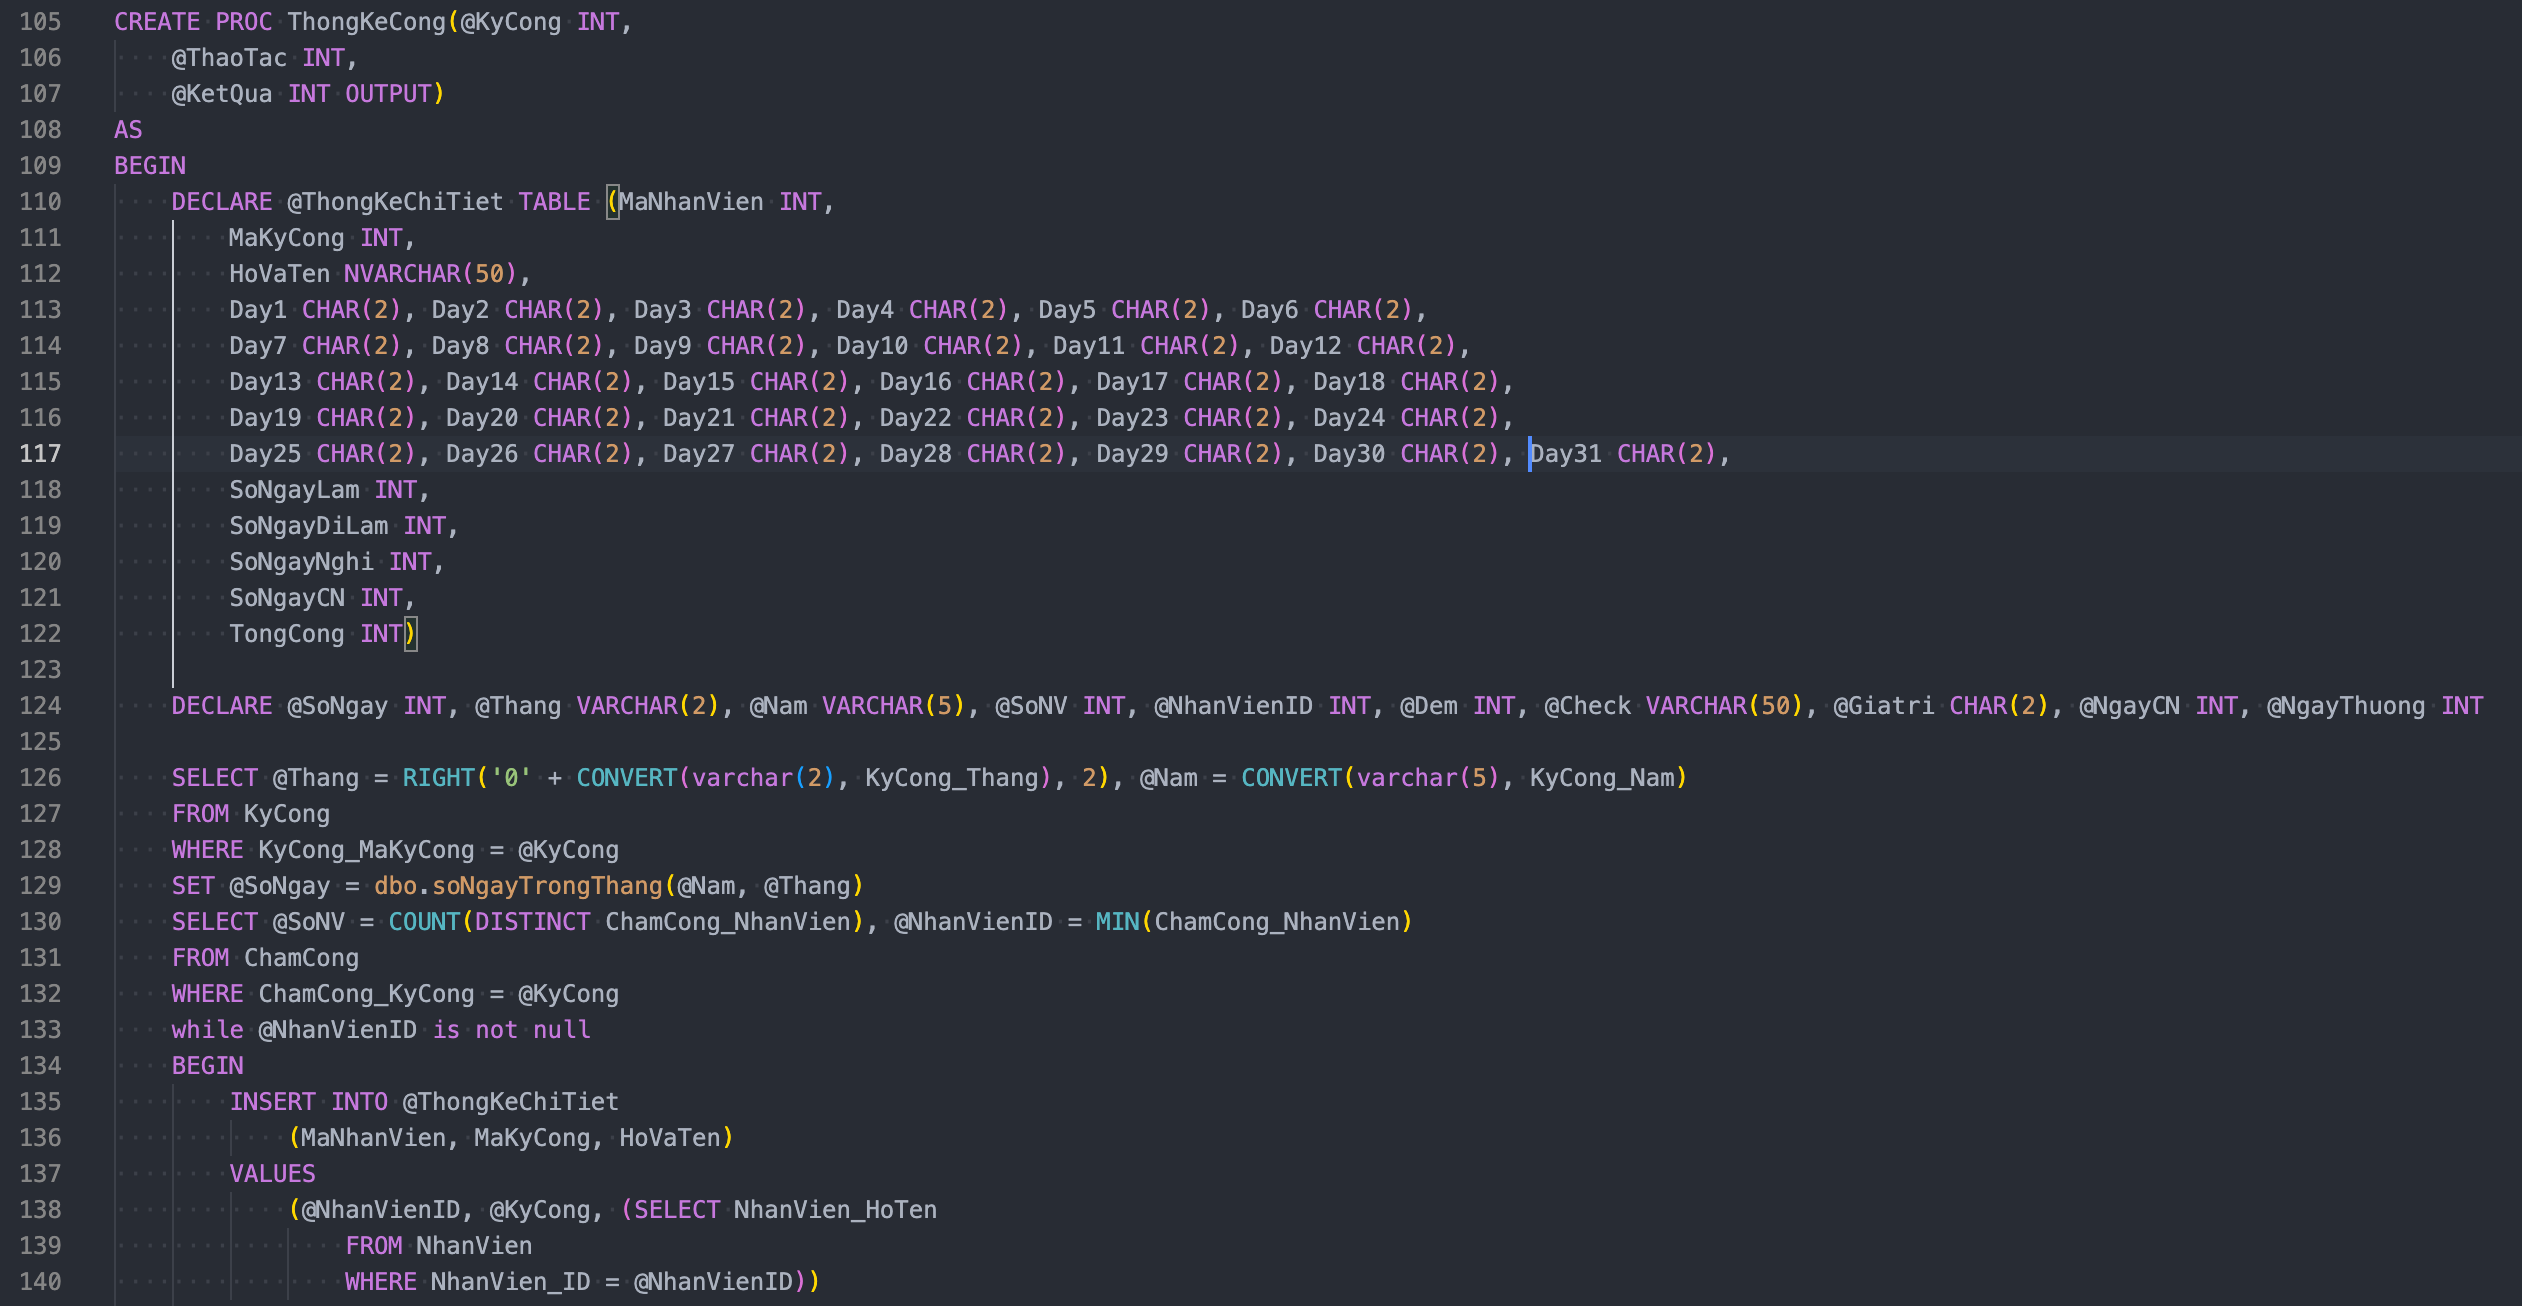 105 CREATE PROC ThongKeCong(@KyCong INT,
106 @ThaoTac INT,
107 @KetQua INT OUTPUT)
108 AS
109 BEGIN
110 DECLARE @ThongKeChiTiet TABLE (MaNhanVien INT,
111 MaKyCong INT,
112 HoVaTen NVARCHAR(50),
113 Day1 CHAR(2), Day2 CHAR(2), Day3 CHAR(2), Day4 CHAR(2), Day5 CHAR(2), Day6 CHAR(2),
114 Day7 CHAR(2), Day8 CHAR(2), Day9 CHAR(2), Day10 CHAR(2), Day11 CHAR(2), Day12 CHAR(2),
115 Day13 CHAR(2), Day14 CHAR(2), Day15 CHAR(2), Day16 CHAR(2), Day17 CHAR(2), Day18 CHAR(2),
116 Day19 CHAR(2), Day20 CHAR(2), Day21 CHAR(2), Day22 CHAR(2), Day23 CHAR(2), Day24 CHAR(2),
117 Day25 CHAR(2), Day26 CHAR(2), Day27 CHAR(2), Day28 CHAR(2), Day29 CHAR(2), Day30 CHAR(2), Day31 CHAR(2),
118 SoNgayLam INT,
119 SoNgayDiLam INT,
120 SoNgayNghi INT,
121 SoNgayCN INT,
122 TongCong INT)
123
124 DECLARE @SoNgay INT, @Thang VARCHAR(2), @Nam VARCHAR(5), @SoNV INT, @NhanVienID INT, @Dem INT, @Check VARCHAR(50), @Giatri CHAR(2), @NgayCN INT, @NgayThuong INT
125
126 SELECT @Thang = RIGHT('0' + CONVERT(varchar(2), KyCong_Thang), 2), @Nam = CONVERT(varchar(5), KyCong_Nam)
127 FROM KyCong
128 WHERE KyCong_MaKyCong = @KyCong
129 SET @SoNgay = dbo.soNgayTrongThang(@Nam, @Thang)
130 SELECT @SoNV = COUNT(DISTINCT ChamCong_NhanVien), @NhanVienID = MIN(ChamCong_NhanVien)
131 FROM ChamCong
132 WHERE ChamCong_KyCong = @KyCong
133 while @NhanVienID is not null
134 BEGIN
135 INSERT INTO @ThongKeChiTiet
136 (MaNhanVien, MaKyCong, HoVaTen)
137 VALUES
138 (@NhanVienID, @KyCong, (SELECT NhanVien_HoTen
139 FROM NhanVien
140 WHERE NhanVien_ID = @NhanVienID))